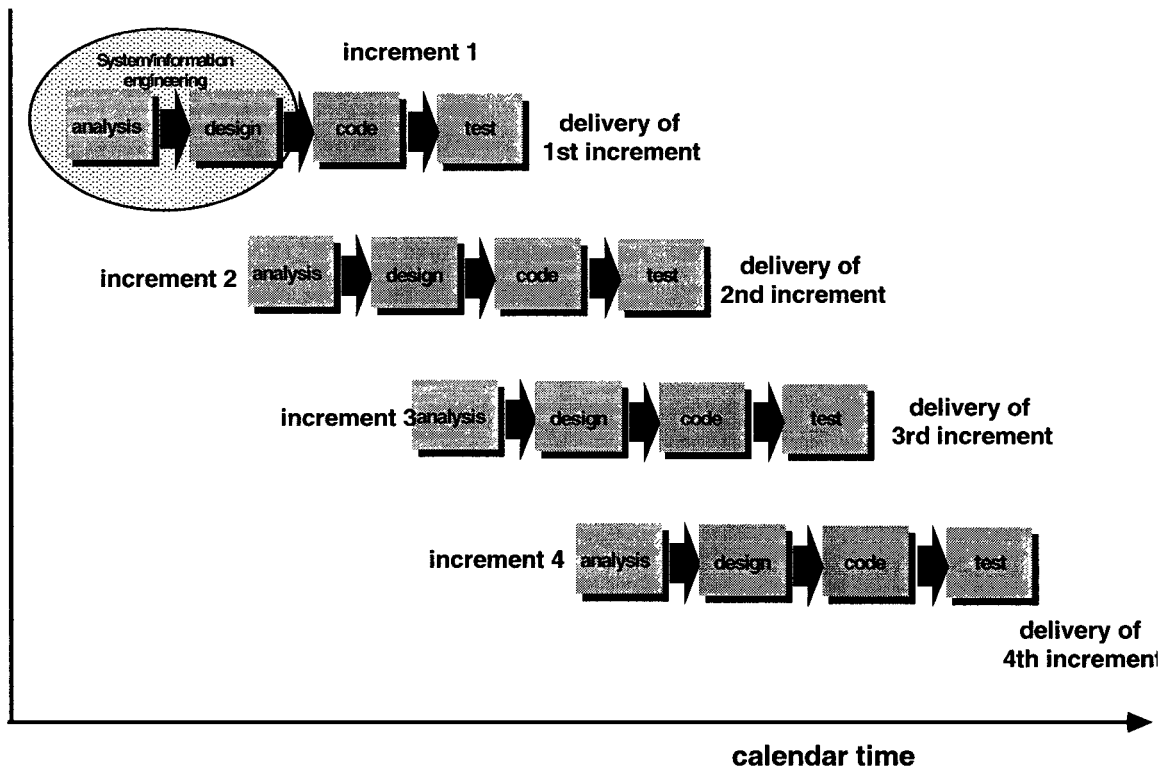 System/information
engineering
increment 1
analysis
design
code
test
delivery of
1st increment
increment 2
analysis
design
code
test
delivery of
2nd increment
increment 3
analysis
design
code
test
delivery of
3rd increment
increment 4
analysis
design
code
test
delivery of
4th increment
calendar time